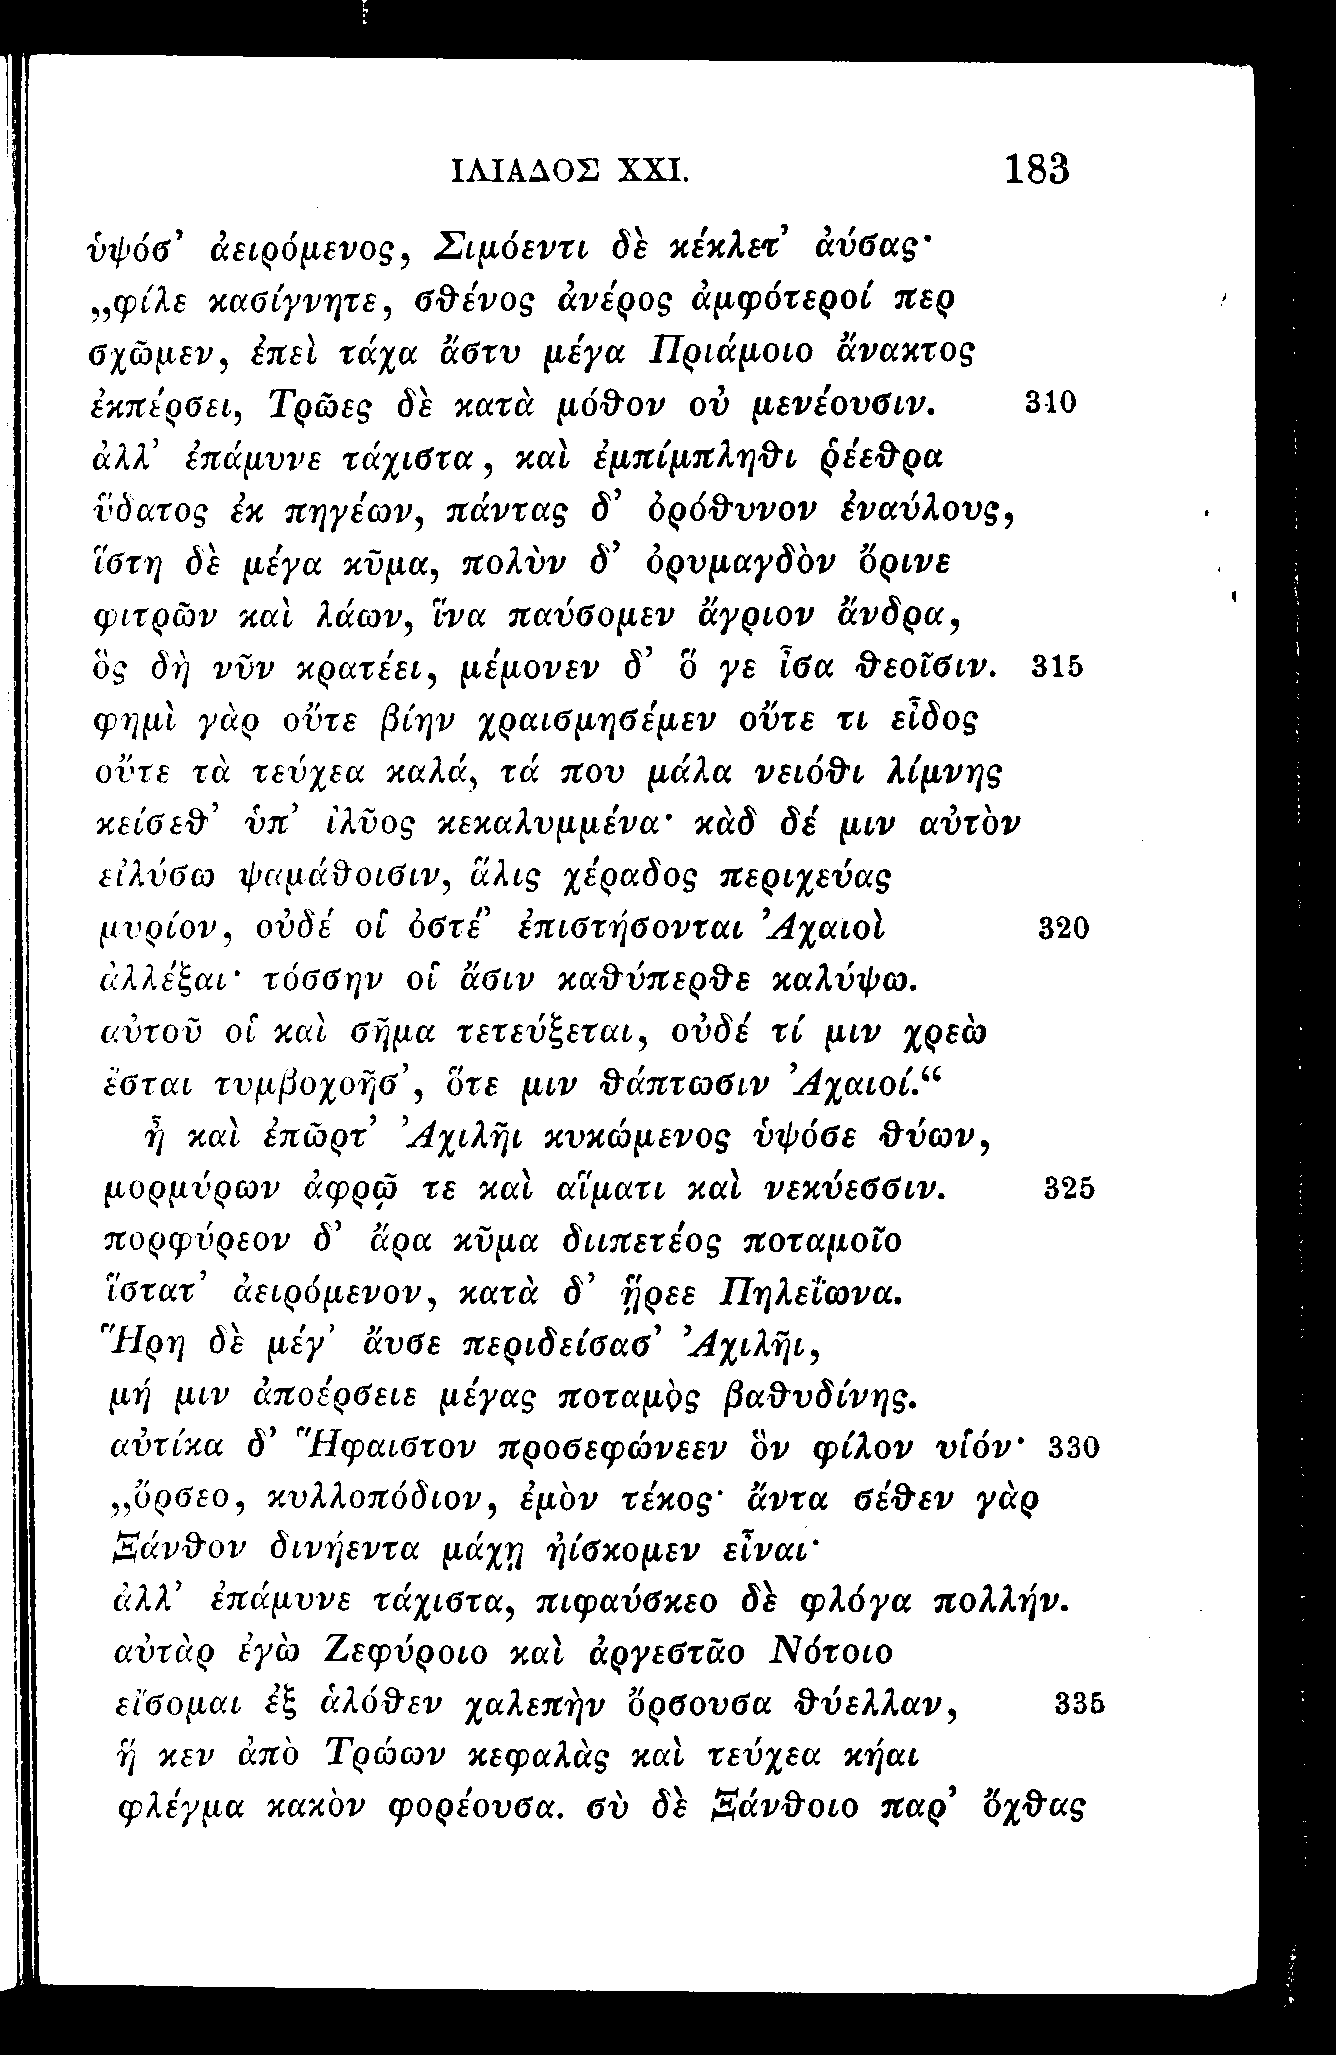 ΙΛΙΑΔΟΣ XXI. 183
ὑψόσ’ ἀειρόμενος, Σιμόεντι δὲ κέκλετ’ ἀύσας·
„φίλε κασίγνητε, σθένος ἀνέρος ἀμφότεροί περ
σχῶμεν, ἐπεὶ τάχα ἄστυ μέγα Πριάμοιο ἄνακτος
ἐκπέρσει, Τρῶες δὲ κατὰ μόθον οὐ μενέουσιν. 310
ἀλλ’ ἐπάμυνε τάχιστα, καὶ ἐμπίμπληθι ῥέεθρα
ὕδατος ἐκ πηγέων, πάντας δ’ ὀρόθυνον ἐναύλους,
ἵστη δὲ μέγα κῦμα, πολὺν δ’ ὀρυμαγδὸν ὄρινε
φιτρῶν καὶ λάων, ἵνα παύσομεν ἄγριον ἄνδρα,
ὃς δὴ νῦν κρατέει, μέμονεν δ’ ὅ γε ἶσα θεοῖσιν. 315
φημὶ γὰρ οὔτε βίην χραισμησέμεν οὔτε τι εἶδος
οὔτε τὰ τεύχεα καλά, τά που μάλα νειόθι λίμνης
κείσεθ’ ὑπ’ ἰλῦος κεκαλυμμένα· κὰδ δέ μιν αὐτὸν
εἰλύσω ψαμάθοισιν, ἅλις χέραδος περιχεύας
μυρίον, οὐδέ οἱ ὀστέ’ ἐπιστήσονται Ἀχαιοὶ 320
ἀλλέξαι· τόσσην οἱ ἄσιν καθύπερθε καλύψω.
αὐτοῦ οἱ καὶ σῆμα τετεύξεται, οὐδέ τί μιν χρεὼ
ἔσται τυμβοχοῆσ’, ὅτε μιν θάπτωσιν Ἀχαιοί.“
ἦ καὶ ἐπῶρτ’ Ἀχιλῆι κυκώμενος ὑψόσε θύων,
μορμύρων ἀφρῷ τε καὶ αἵματι καὶ νεκύεσσιν. 325
πορφύρεον δ’ ἄρα κῦμα διιπετέος ποταμοῖο
ἵστατ’ ἀειρόμενον, κατὰ δ’ ᾕρεε Πηλεΐωνα.
Ἥρη δὲ μέγ’ ἄυσε περιδείσασ’ Ἀχιλῆι,
μή μιν ἀποέρσειε μέγας ποταμὸς βαθυδίνης.
αὐτίκα δ’ Ἥφαιστον προσεφώνεεν ὃν φίλον υἱόν· 330
„ὄρσεο, κυλλοπόδιον, ἐμὸν τέκος· ἄντα σέθεν γὰρ
Ξάνθον δινήεντα μάχῃ ἠίσκομεν εἶναι·
ἀλλ’ ἐπάμυνε τάχιστα, πιφαύσκεο δὲ φλόγα πολλήν.
αὐτὰρ ἐγὼ Ζεφύροιο καὶ ἀργεστᾶο Νότοιο
εἴσομαι ἐξ ἁλόθεν χαλεπὴν ὄρσουσα θύελλαν, 335
ἥ κεν ἀπὸ Τρώων κεφαλὰς καὶ τεύχεα κήαι
φλέγμα κακὸν φορέουσα. σὺ δὲ Ξάνθοιο παρ’ ὄχθας